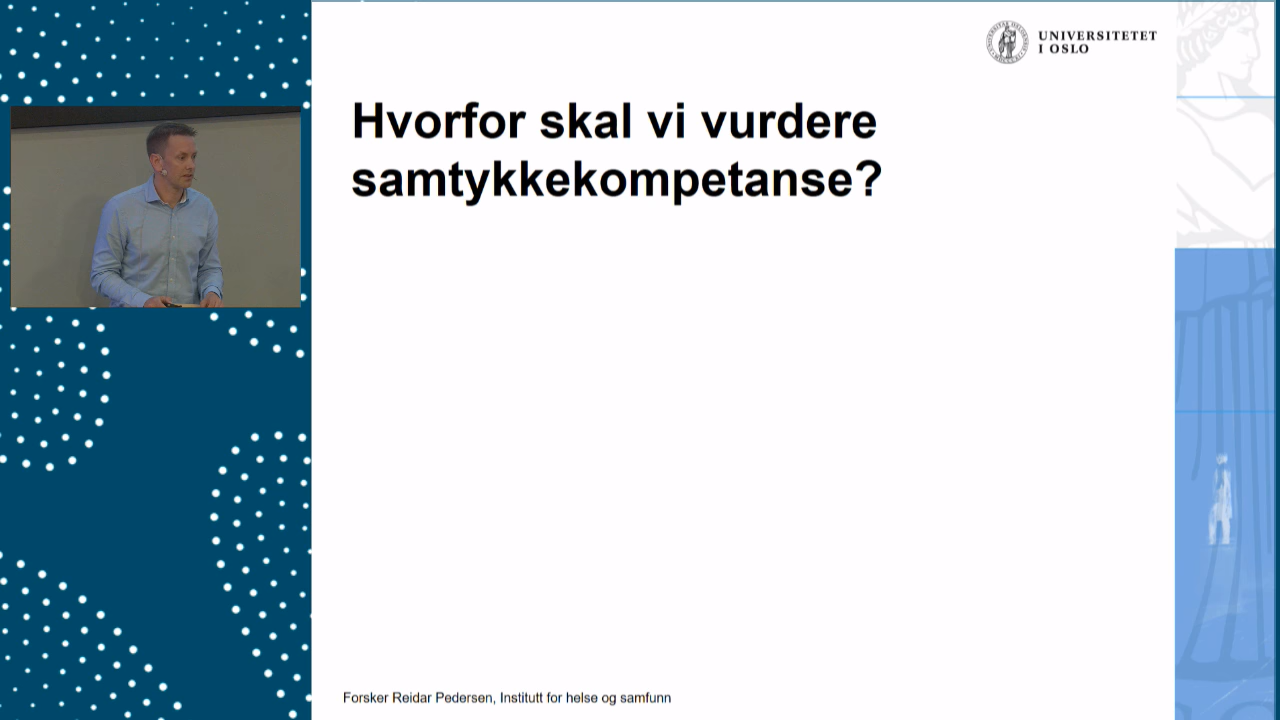 UNIVERSITETET
I OSLO
Hvorfor skal vi vurdere
samtykkekompetanse?
Forsker Reidar Pedersen, Institutt for helse og samfunn